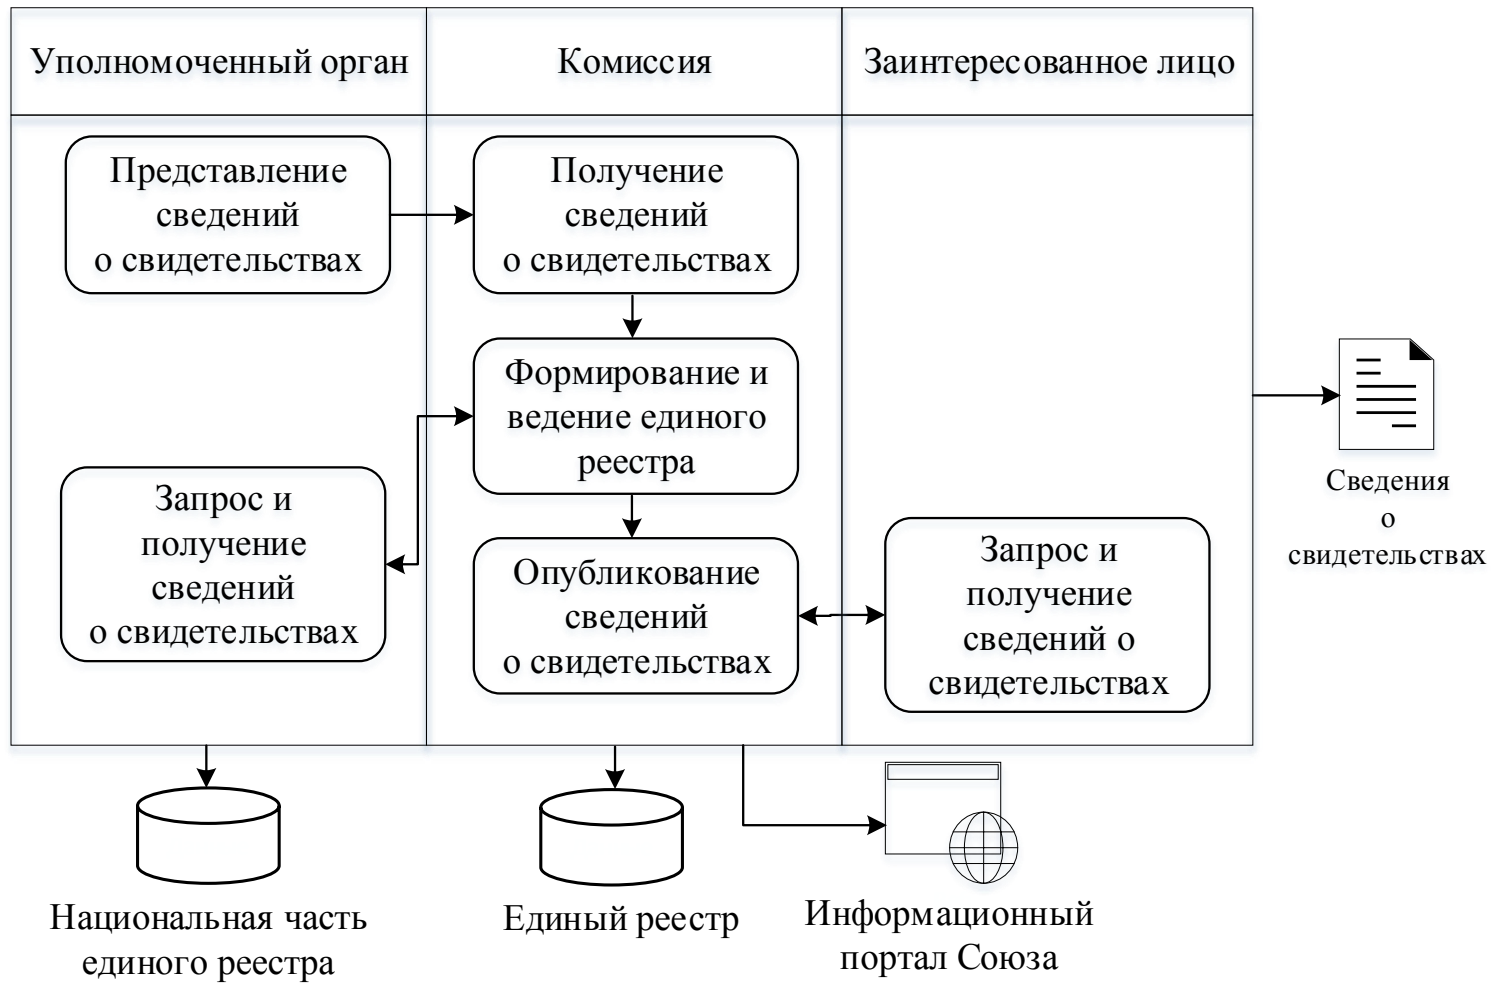 Уполномоченный орган
Комиссия
Заинтересованное лицо
Представление
сведений
о свидетельствах
Получение
сведений
о свидетельствах
Формирование и
ведение единого
реестра
Запрос и
получение
сведений
о свидетельствах
Опубликование
сведений
о свидетельствах
Запрос и
получение
сведений о
свидетельствах
Сведения
о
свидетельствах
Национальная часть
единого реестра
Единый реестр
Информационный
портал Союза